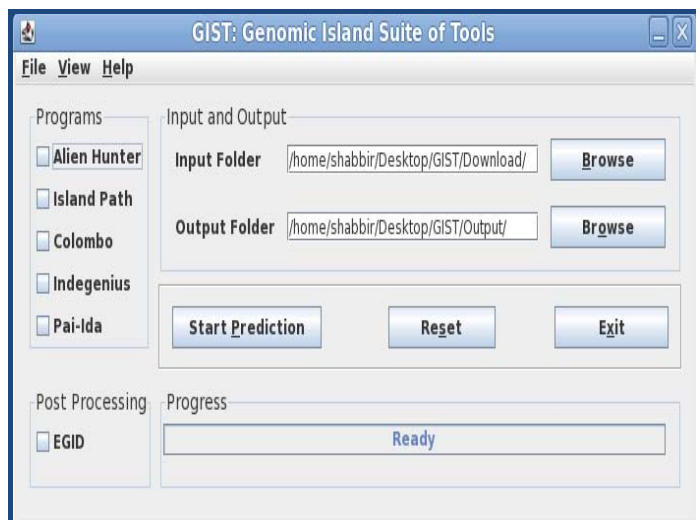 GIST: Genomic Island Suite of Tools
File View Help
Programs
Alien Hunter
Island Path
Colombo
Indegenius
Pai-Ida
Input and Output
Input Folder /home/shabbir/Desktop/GIST/Download/ Browse
Output Folder /home/shabbir/Desktop/GIST/Output/ Browse
Start Prediction Reset Exit
Post Processing
EGID
Progress
Ready